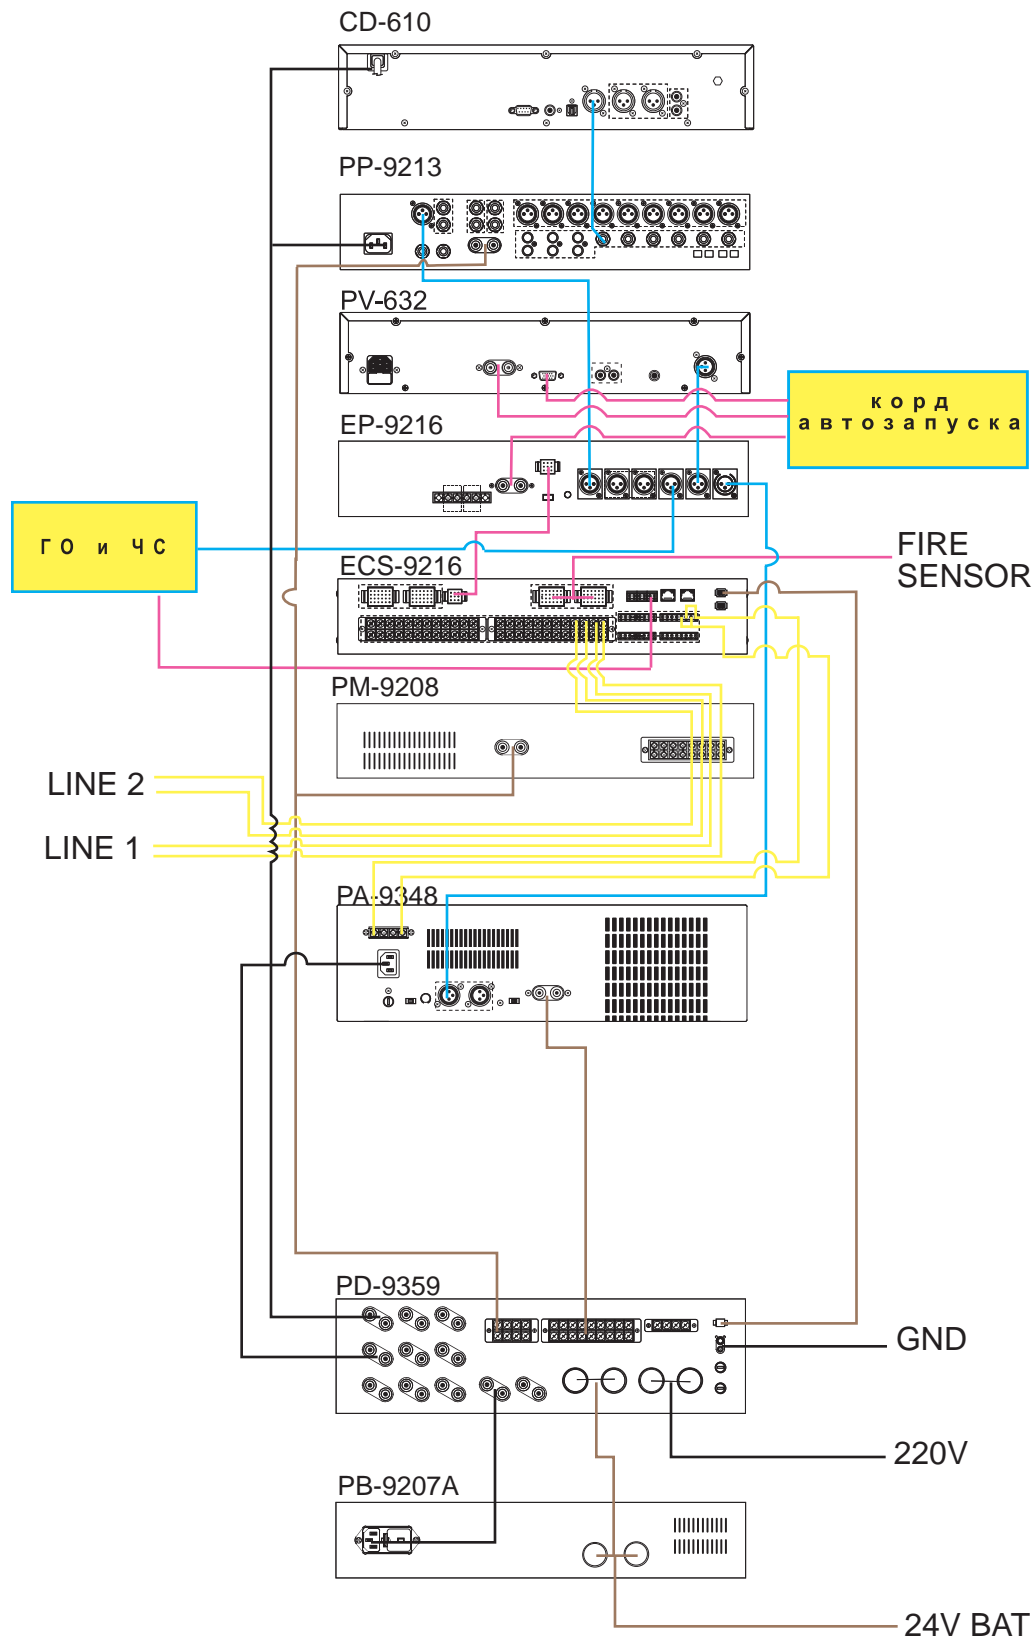 CD-610
PP-9213
PV-632
корд
автозапуска
EP-9216
ГО и ЧС
FIRE
SENSOR
ECS-9216
PM-9208
LINE 2
LINE 1
PA-9348
PD-9359
GND
220V
PB-9207A
24V BAT